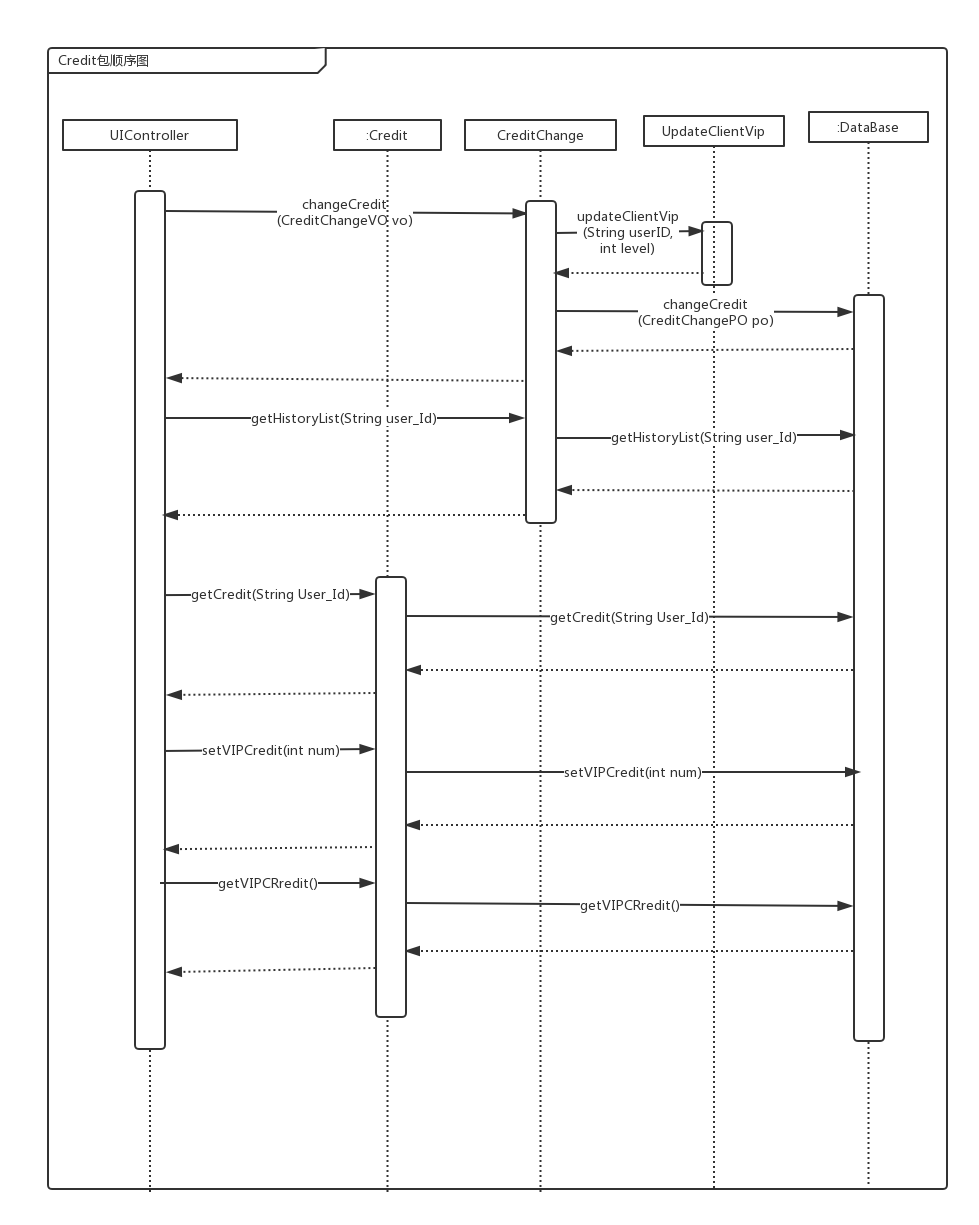 Credit包顺序图
UIController
:Credit
CreditChange
UpdateClientVip
:DataBase
changeCredit
(CreditChangeVO vo)
updateClientVip
(String userID,
int level)
changeCredit
(CreditChangePO po)
getHistoryList(String user_Id)
getHistoryList(String user_Id)
getCredit(String User_Id)
getCredit(String User_Id)
setVIPCredit(int num)
setVIPCredit(int num)
getVIPCRredit()
getVIPCRredit()